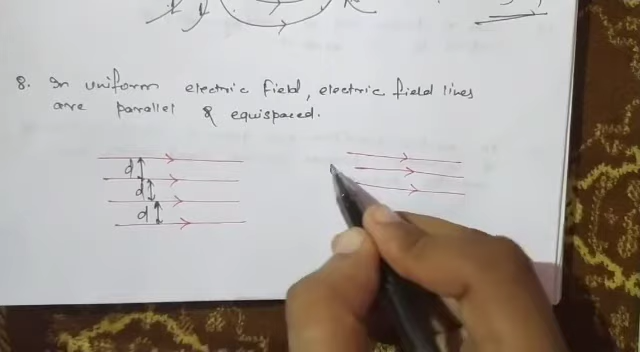 8. In uniform electric field, electric field lines
are parallel & equispaced.
d
d
d